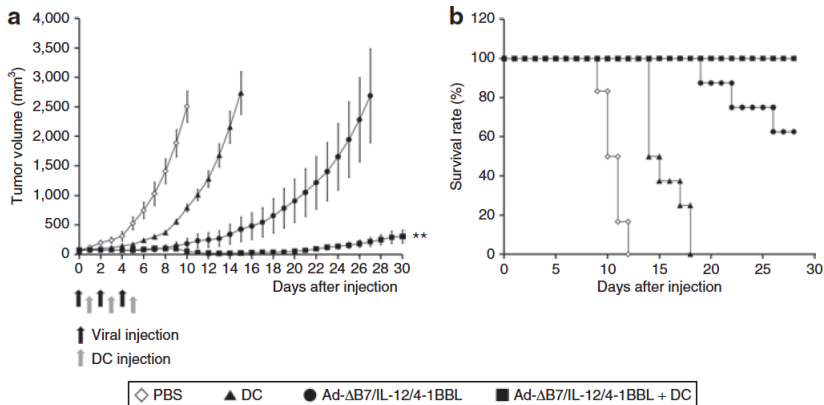 a
Tumor volume (mm³)
4,000
3,500
3,000
2,500
2,000
1,500
1,000
500
0
0 2 4 6 8 10 12 14 16 18 20 22 24 26 28 30
**
Days after injection
Viral injection
DC injection
b
Survival rate (%)
120
100
80
60
40
20
0
0 5 10 15 20 25 30
Days after injection
PBS DC Ad-ΔB7/IL-12/4-1BBL Ad-ΔB7/IL-12/4-1BBL + DC